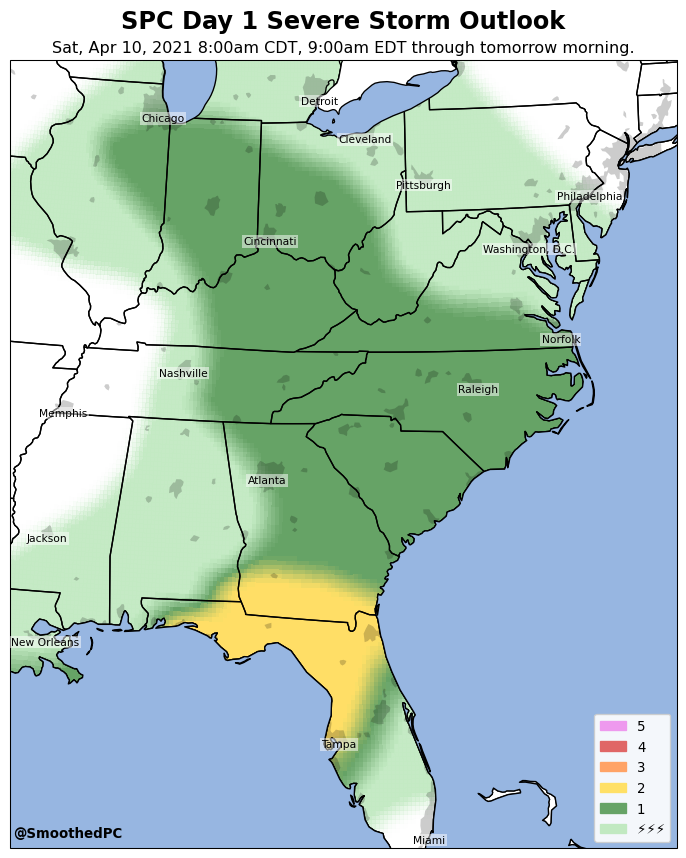 SPC Day 1 Severe Storm Outlook
Sat, Apr 10, 2021 8:00am CDT, 9:00am EDT through tomorrow morning.
Detroit
Chicago
Cleveland
Pittsburgh
Philadelphia
Cincinnati
Washington, D.C.
Norfolk
Nashville
Raleigh
Memphis
Atlanta
Jackson
New Orleans
Tampa
Miami
5
4
3
2
1
⚡⚡⚡
@SmoothedPC